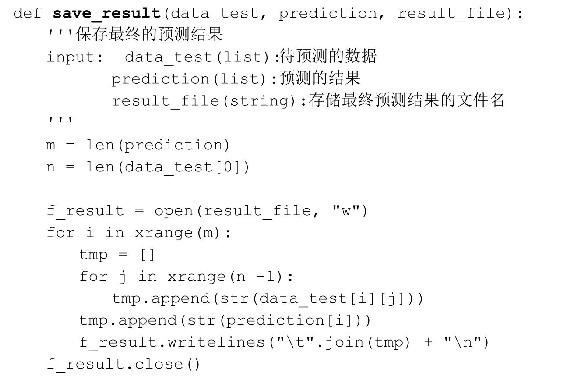 def save_result(data_test, prediction, result_file):
    '''保存最终的预测结果
    input:  data_test(list):待预测的数据
            prediction(list):预测的结果
            result_file(string):存储最终预测结果的文件名
    '''
    m = len(prediction)
    n = len(data_test[0])

    f_result = open(result_file, "w")
    for i in xrange(m):
        tmp = []
        for j in xrange(n -1):
            tmp.append(str(data_test[i][j]))
        tmp.append(str(prediction[i]))
        f_result.writelines("\t".join(tmp) + "\n")
    f_result.close()